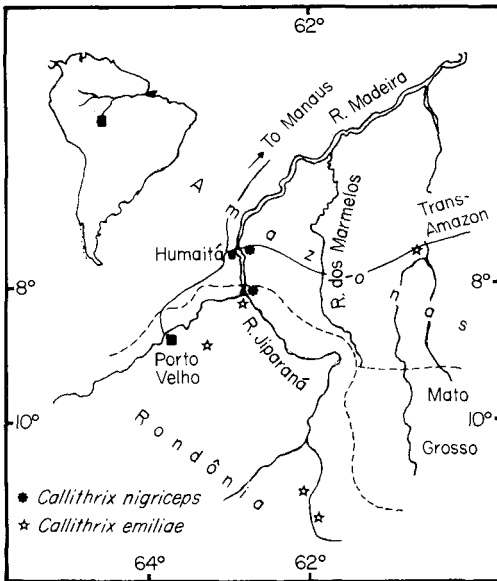 62°
To Manaus
R. Madeira
Amazonas
R. dos Marmelos
Trans-
Amazon
Humaitá
8°
8°
R. Jiparaná
Porto
Velho
Mato
Grosso
10°
10°
Rondônia
Callithrix nigriceps
Callithrix emiliae
64°
62°